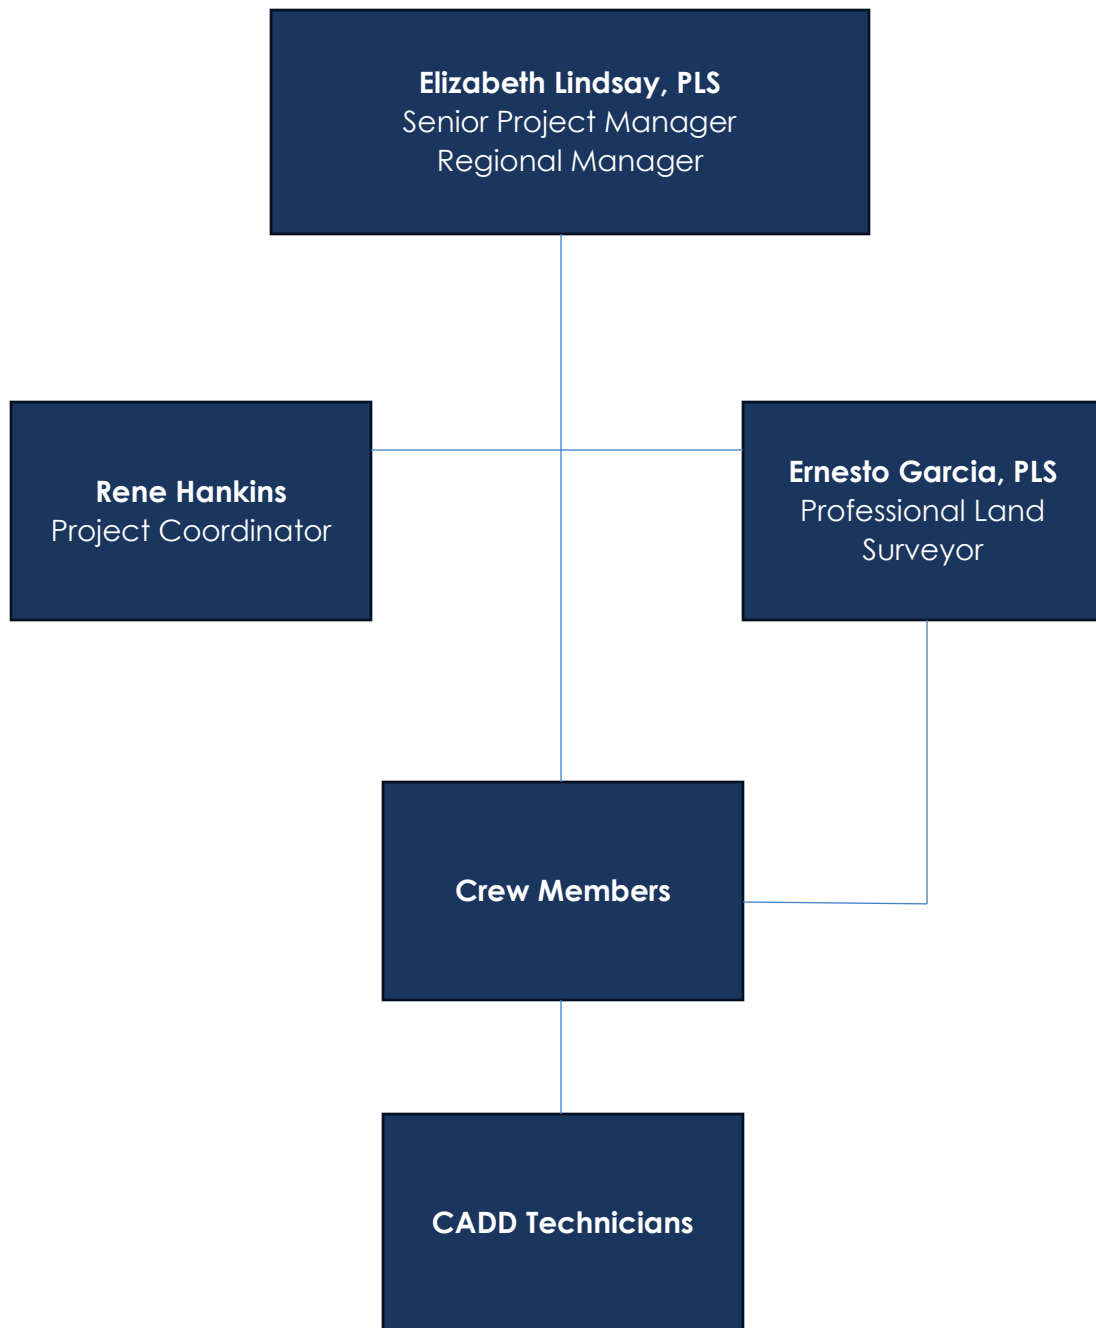 Elizabeth Lindsay, PLS
Senior Project Manager
Regional Manager
Rene Hankins
Project Coordinator
Ernesto Garcia, PLS
Professional Land
Surveyor
Crew Members
CADD Technicians